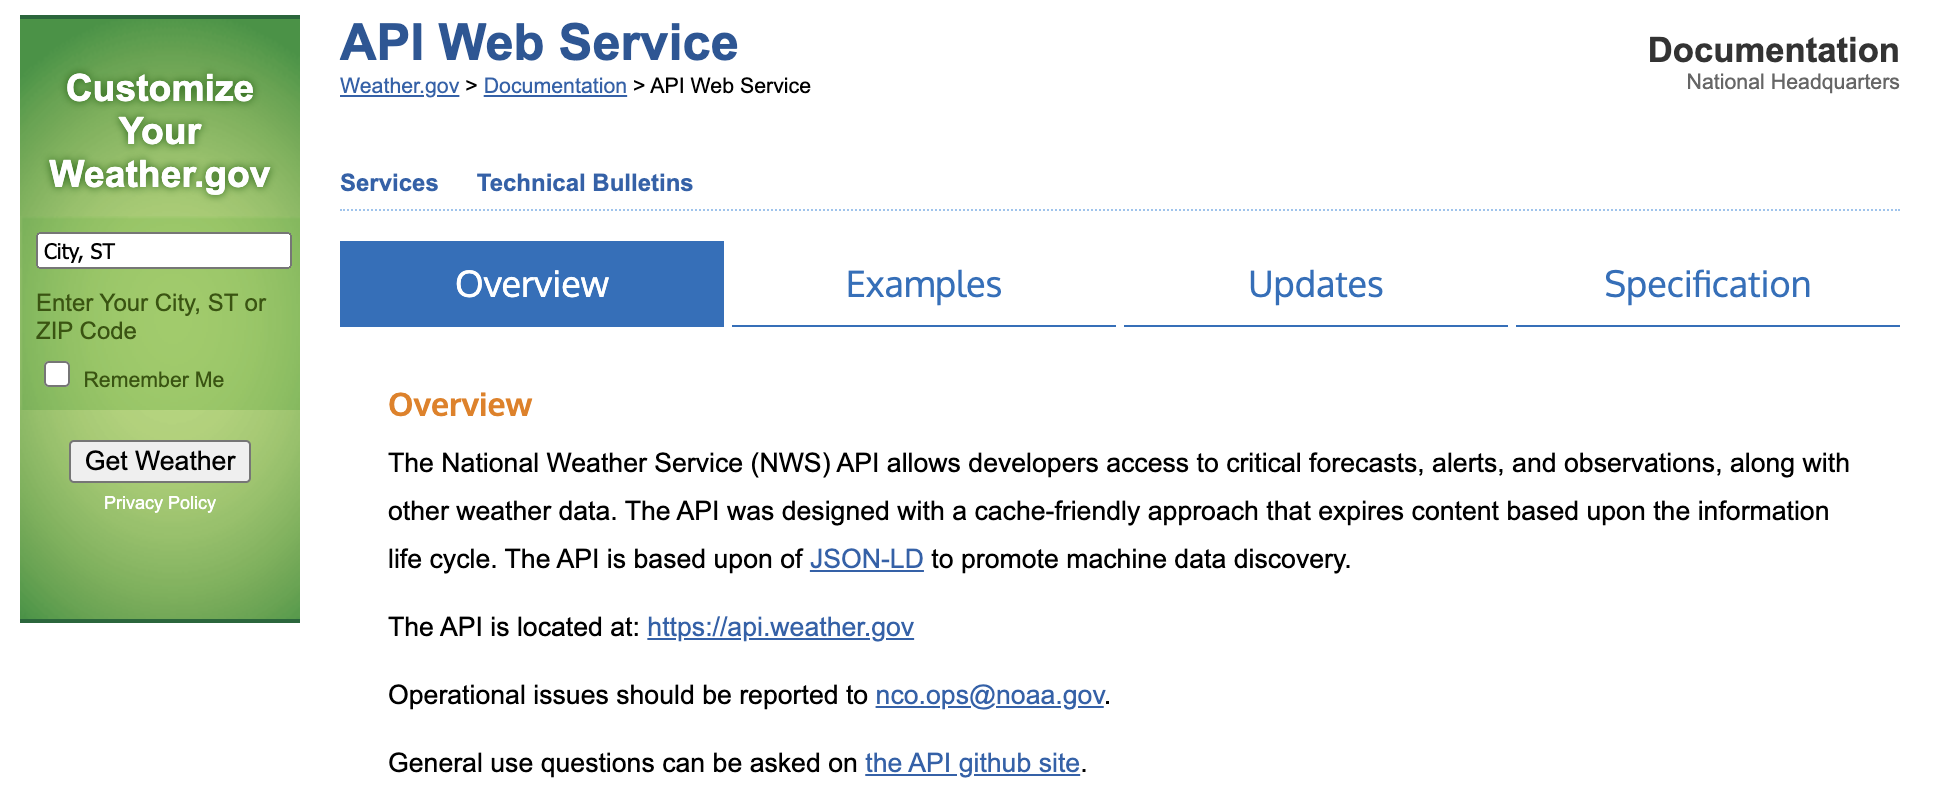 Customize
Your
Weather.gov
City, ST
Enter Your City, ST or
ZIP Code
Remember Me
Get Weather
Privacy Policy
API Web Service
Weather.gov > Documentation > API Web Service
Documentation
National Headquarters
Services Technical Bulletins
Overview Examples Updates Specification
Overview
The National Weather Service (NWS) API allows developers access to critical forecasts, alerts, and observations, along with
other weather data. The API was designed with a cache-friendly approach that expires content based upon the information
life cycle. The API is based upon of JSON-LD to promote machine data discovery.
The API is located at: https://api.weather.gov
Operational issues should be reported to nco.ops@noaa.gov.
General use questions can be asked on the API github site.